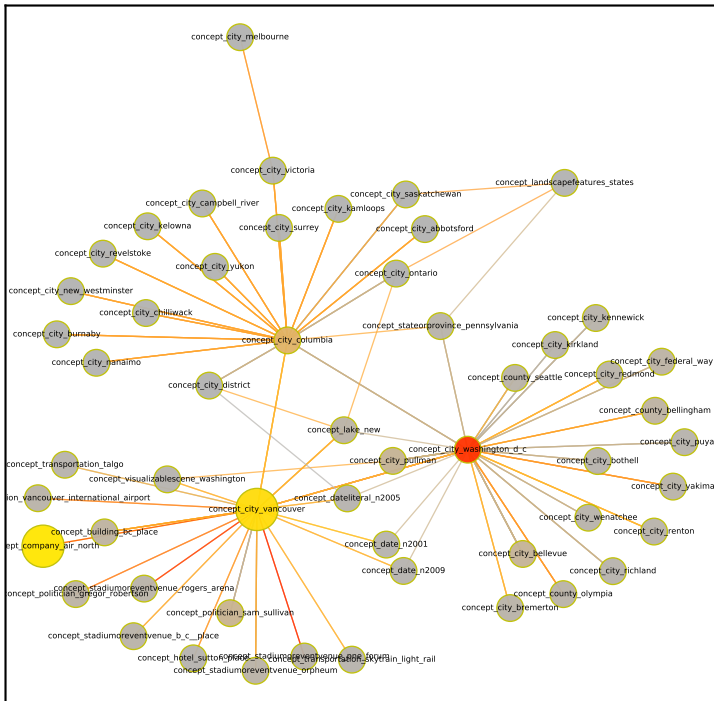 concept_city_melbourne
concept_city_victoria
concept_landscapefeatures_states
concept_city_saskatchewan
concept_city_campbell_river
concept_city_kamloops
concept_city_kelowna
concept_city_surrey
concept_city_abbotsford
concept_city_revelstoke
concept_city_yukon
concept_city_ontario
concept_city_new_westminster
concept_city_chilliwack
concept_city_kennewick
concept_stateorprovince_pennsylvania
concept_city_burnaby
concept_city_columbia
concept_city_kirkland
concept_city_nanaimo
concept_city_federal_way
concept_city_redmond
concept_county_seattle
concept_city_district
concept_county_bellingham
concept_lake_new
concept_city_puya
concept_city_washington_d_c
concept_city_pullman
concept_city_bothell
concept_transportation_talgo
concept_visualizablescene_washington
concept_city_yakima
ion_vancouver_international_airport
concept_dateliteral_n2005
concept_city_vancouver
concept_city_wenatchee
concept_city_renton
concept_building_bc_place
ept_company_air_north
concept_date_n2001
concept_city_bellevue
concept_date_n2009
concept_city_richland
concept_stadiumoreventvenue_rogers_arena
concept_politician_gregor_robertson
concept_county_olympia
concept_city_bremerton
concept_politician_sam_sullivan
concept_stadiumoreventvenue_b_c__place
concept_hotel_sutton_place
concept_stadiumoreventvenue_orpheum
concept_transportation_skytrain_light_rail